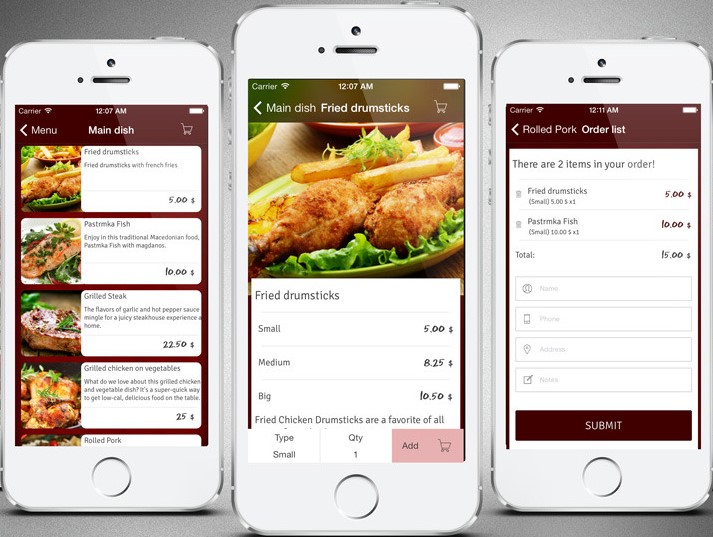 Carrier 12:07 AM
Menu Main dish
Fried drumsticks
Fried drumsticks with french fries
5.00 $
Pastrmka Fish
Enjoy in this traditional Macedonian food,
Pastmka Fish with magdanos.
10.00 $
Grilled Steak
The flavors of garlic and hot pepper sauce
mingle for a juicy steakhouse experience a
home.
22.50 $
Grilled chicken on vegetables
What do we love about this grilled chicken
and vegetable dish? It's a super-quick way
to get low-cal, delicious food on the table.
25 $
Rolled Pork
Carrier 12:07 AM
Main dish Fried drumsticks
Fried drumsticks
Small 5.00 $
Medium 8.25 $
Big 10.50 $
Fried Chicken Drumsticks are a favorite of all
Type Qty Add
Small 1
Carrier 12:11 AM
Rolled Pork Order list
There are 2 items in your order!
Fried drumsticks 5.00 $
(Small) 5.00 $ x1
Pastrmka Fish 10.00 $
(Small) 10.00 $ x1
Total: 15.00 $
Name
Phone
Address
Notes
SUBMIT